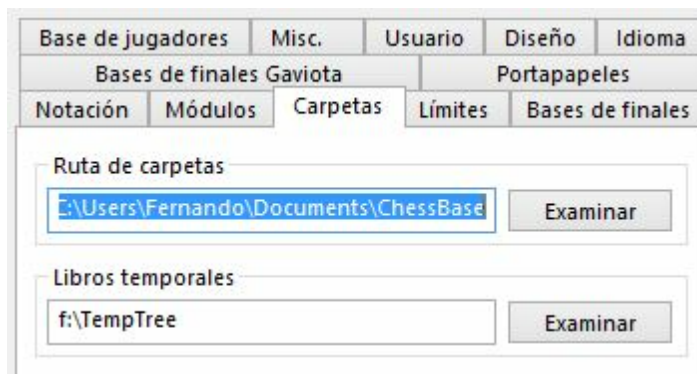 Base de jugadores Misc. Usuario Diseño Idioma
Bases de finales Gaviota Portapapeles
Notación Módulos Carpetas Límites Bases de finales
Ruta de carpetas
C:\Users\Fernando\Documents\ChessBase Examinar
Libros temporales
f:\TempTree Examinar